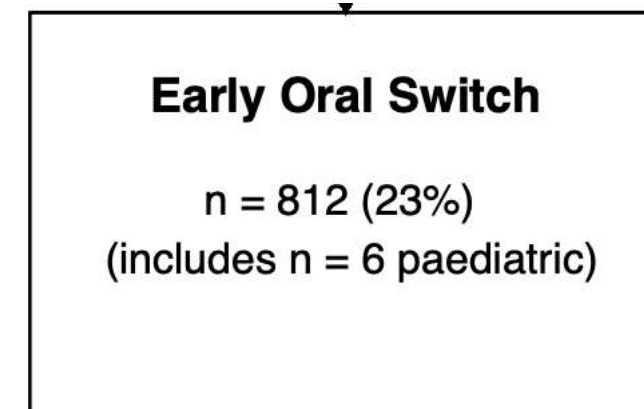 Early Oral Switch
n = 812 (23%)
(includes n = 6 paediatric)